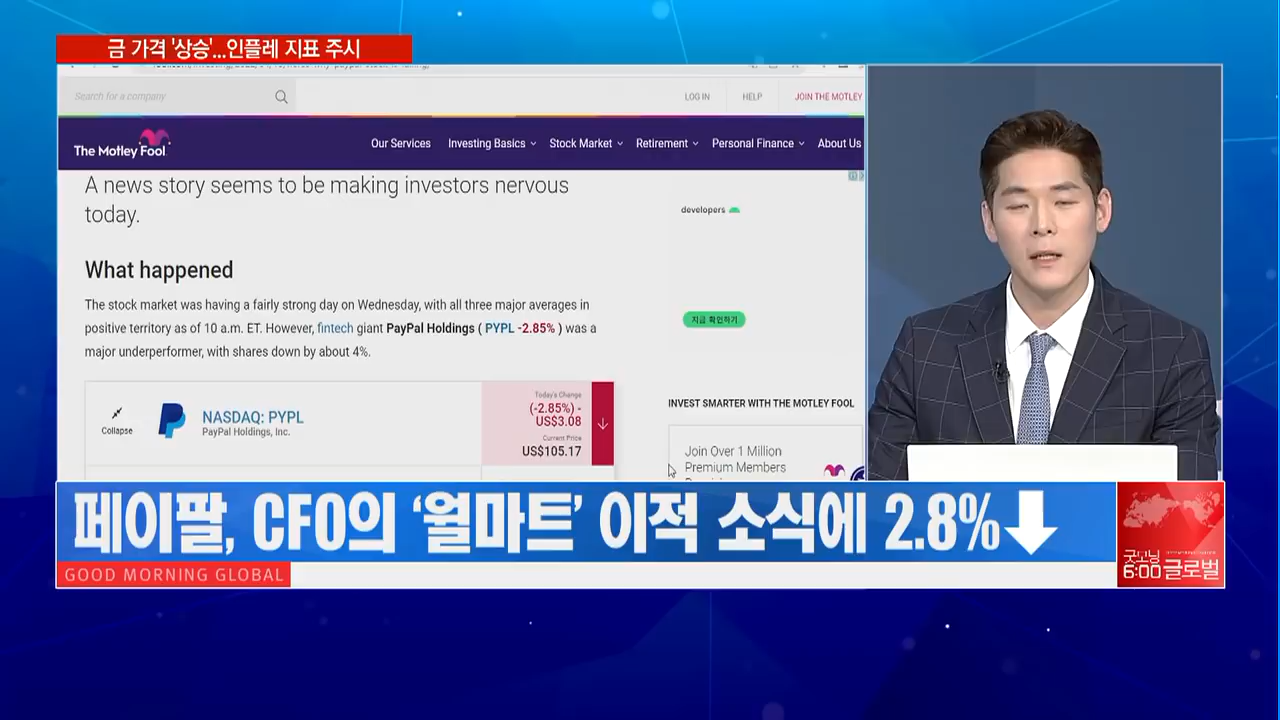 금 가격 '상승'...인플레 지표 주시
Search for a company
LOG IN
HELP
JOIN THE MOTLEY
The Motley Fool
Our Services
Investing Basics
Stock Market
Retirement
Personal Finance
About Us
A news story seems to be making investors nervous
today.
developers
What happened
The stock market was having a fairly strong day on Wednesday, with all three major averages in
positive territory as of 10 a.m. ET. However, fintech giant PayPal Holdings ( PYPL -2.85% ) was a
major underperformer, with shares down by about 4%.
지금 확인하기
Collapse
NASDAQ: PYPL
PayPal Holdings, Inc.
Today's Change
(-2.85%) -
US$3.08
Current Price
US$105.17
INVEST SMARTER WITH THE MOTLEY FOOL
Join Over 1 Million
Premium Members
페이팔, CFO의 ‘월마트’ 이적 소식에 2.8%
GOOD MORNING GLOBAL
굿모닝
6:00 글로벌